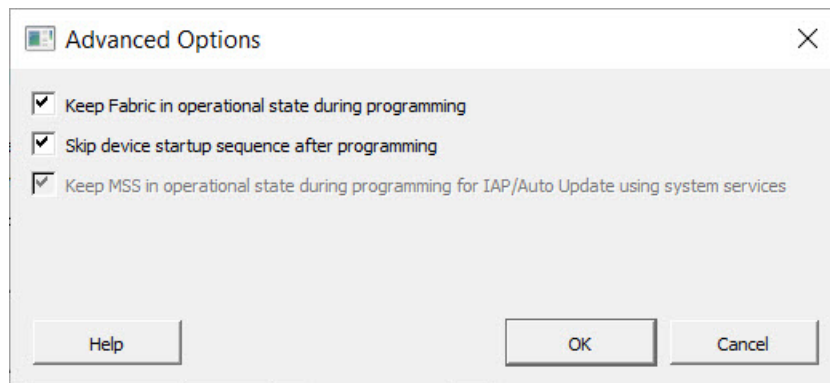 Advanced Options
Keep Fabric in operational state during programming
Skip device startup sequence after programming
Keep MSS in operational state during programming for IAP/Auto Update using system services
Help OK Cancel